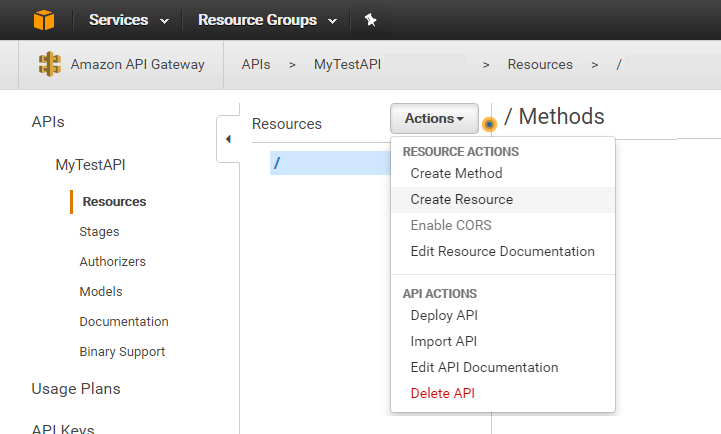 Services Resource Groups
Amazon API Gateway APIs > MyTestAPI > Resources > /
APIs
MyTestAPI
Resources
Stages
Authorizers
Models
Documentation
Binary Support
Usage Plans
API Keys
Resources
/
Actions
/ Methods
RESOURCE ACTIONS
Create Method
Create Resource
Enable CORS
Edit Resource Documentation
API ACTIONS
Deploy API
Import API
Edit API Documentation
Delete API